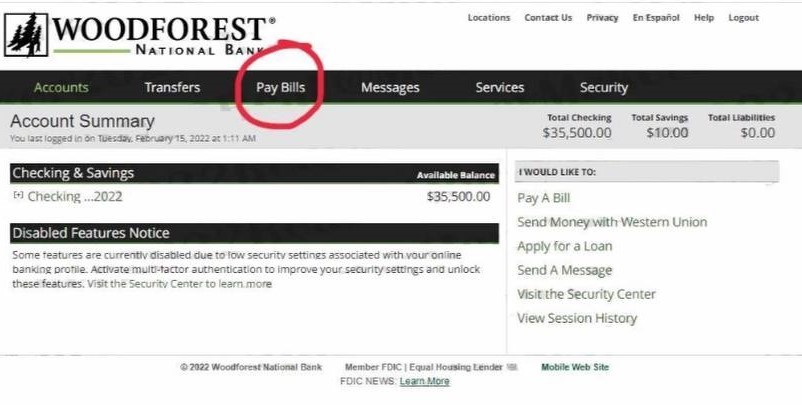 Locations Contact Us Privacy En Español Help Logout
WOODFOREST®
NATIONAL BANK
Accounts Transfers Pay Bills Messages Services Security
Account Summary
You last logged in on Tuesday, February 15, 2022 at 1:11 AM
Total Checking Total Savings Total Liabilities
$35,500.00 $10.00 $0.00
Checking & Savings Available Balance
[+] Checking ...2022 $35,500.00
Disabled Features Notice
Some features are currently disabled due to low security settings associated with your online
banking profile. Activate multi-factor authentication to improve your security settings and unlock
these features. Visit the Security Center to learn more
I WOULD LIKE TO:
Pay A Bill
Send Money with Western Union
Apply for a Loan
Send A Message
Visit the Security Center
View Session History
© 2022 Woodforest National Bank Member FDIC | Equal Housing Lender Mobile Web Site
FDIC NEWS: Learn More